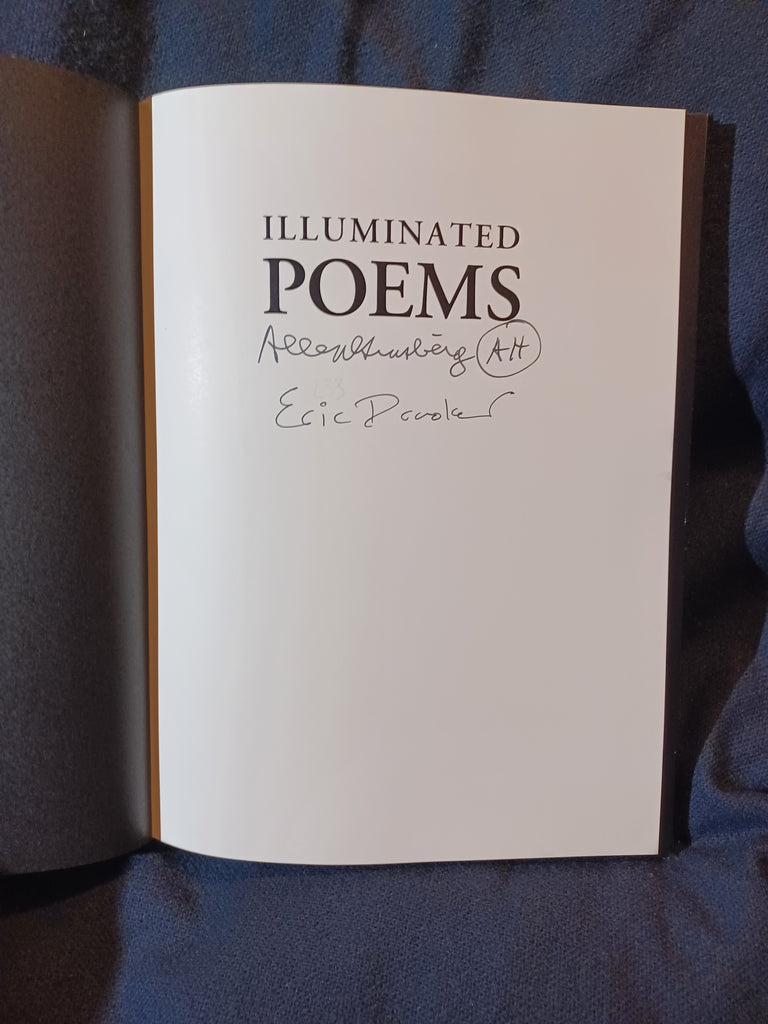 ILLUMINATED
POEMS
Allen Ginsberg AH
Eric Drooker